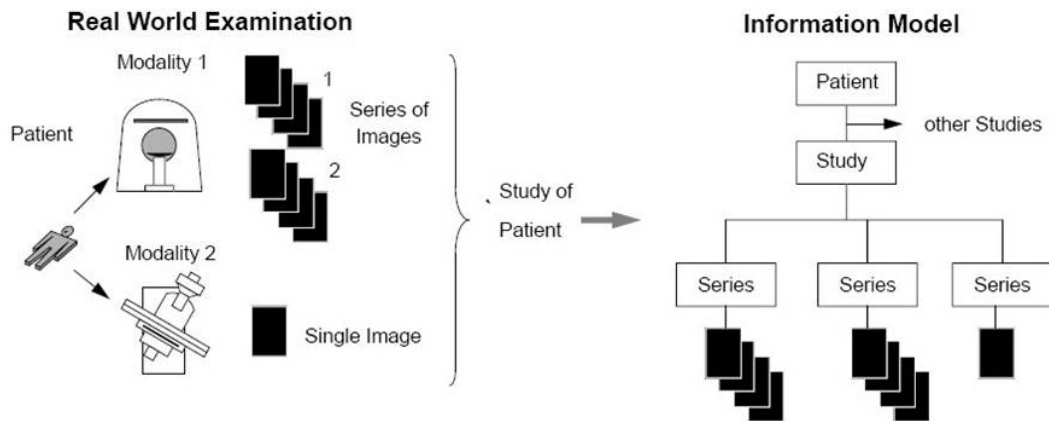 Real World Examination
Modality 1
Patient
1
Series of
Images
2
Modality 2
Single Image
Study of
Patient
Information Model
Patient
other Studies
Study
Series
Series
Series